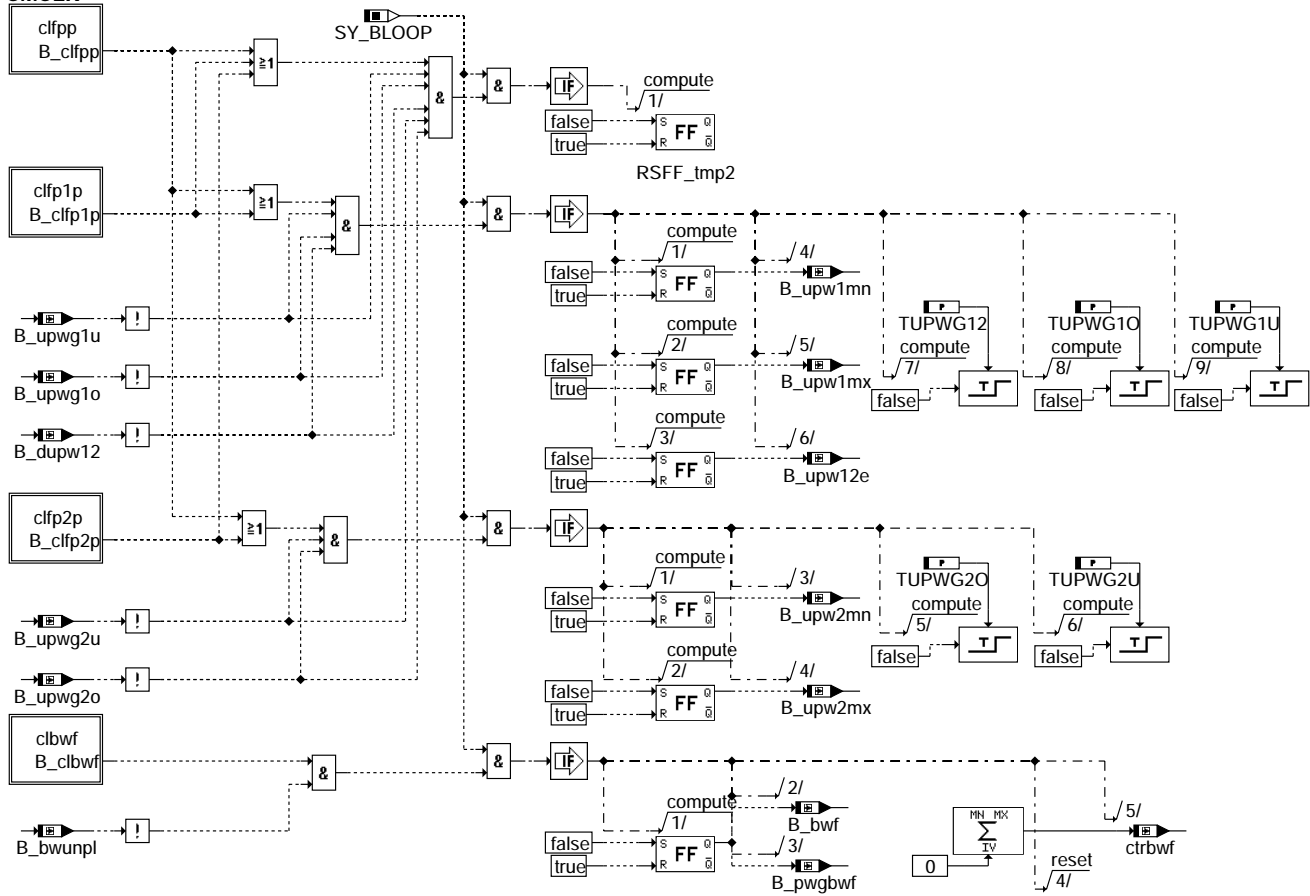 clfpp
B_clfpp
SY_BLOOP
≧1
&
&
IF
compute
1/
false
true
S Q
FF
R Q̅
RSFF_tmp2
clfp1p
B_clfp1p
≧1
&
&
IF
compute
1/
false
true
S Q
FF
R Q̅
4/
B_upw1mn
B_upwg1u
!
compute
2/
false
true
S Q
FF
R Q̅
5/
B_upw1mx
P
TUPWG12
compute
7/
false
T
P
TUPWG1O
compute
8/
false
T
P
TUPWG1U
compute
9/
false
T
B_upwg1o
!
B_dupw12
!
compute
3/
false
true
S Q
FF
R Q̅
6/
B_upw12e
clfp2p
B_clfp2p
≧1
&
&
IF
compute
1/
false
true
S Q
FF
R Q̅
3/
B_upw2mn
P
TUPWG2O
compute
5/
false
T
P
TUPWG2U
compute
6/
false
T
B_upwg2u
!
B_upwg2o
!
compute
2/
false
true
S Q
FF
R Q̅
4/
B_upw2mx
clbwf
B_clbwf
&
&
IF
B_bwunpl
!
compute
1/
false
true
S Q
FF
R Q̅
2/
B_bwf
3/
B_pwgbwf
MN MX
Σ
IV
0
reset
4/
5/
ctrbwf